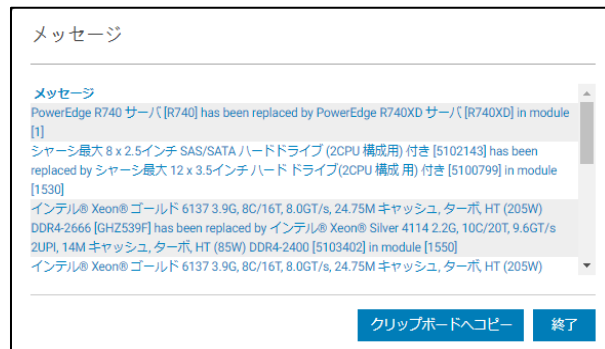 メッセージ
メッセージ
PowerEdge R740 サーバ [R740] has been replaced by PowerEdge R740XD サーバ [R740XD] in module
[1]
シャーシ最大 8 x 2.5インチ SAS/SATA ハードドライブ (2CPU 構成用) 付き [5102143] has been
replaced by シャーシ最大 12 x 3.5インチ ハード ドライブ(2CPU 構成 用) 付き [5100799] in module
[1530]
インテル® Xeon® ゴールド 6137 3.9G, 8C/16T, 8.0GT/s, 24.75M キャッシュ, ターボ, HT (205W)
DDR4-2666 [GHZ539F] has been replaced by インテル® Xeon® Silver 4114 2.2G, 10C/20T, 9.6GT/s
2UPI, 14M キャッシュ, ターボ, HT (85W) DDR4-2400 [5103402] in module [1550]
インテル® Xeon® ゴールド 6137 3.9G, 8C/16T, 8.0GT/s, 24.75M キャッシュ, ターボ, HT (205W)
クリップボードへコピー 終了